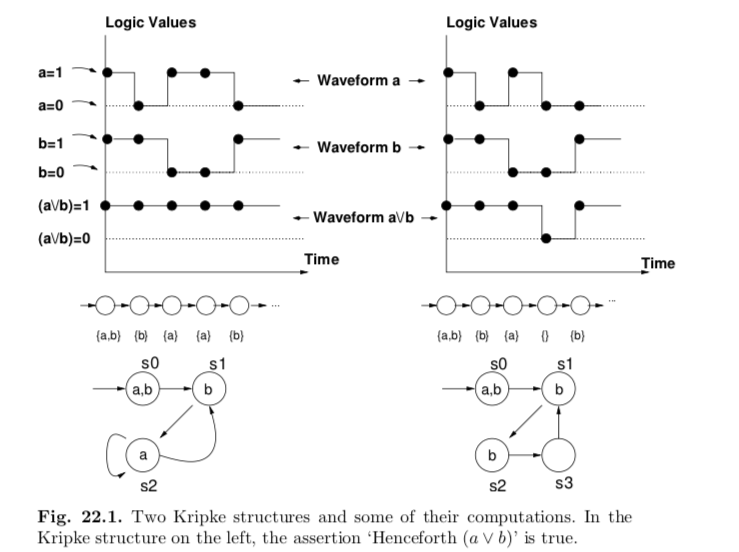 Logic Values
Logic Values
a=1
a=0
Waveform a
b=1
b=0
Waveform b
(a\/b)=1
(a\/b)=0
Waveform a\/b
Time
Time
...
...
{a,b} {b} {a} {a} {b}
{a,b} {b} {a} {} {b}
s0 s1
s0 s1
a,b b
a,b b
a
b
s2
s2 s3
Fig. 22.1. Two Kripke structures and some of their computations. In the
Kripke structure on the left, the assertion ‘Henceforth (a ∨ b)’ is true.